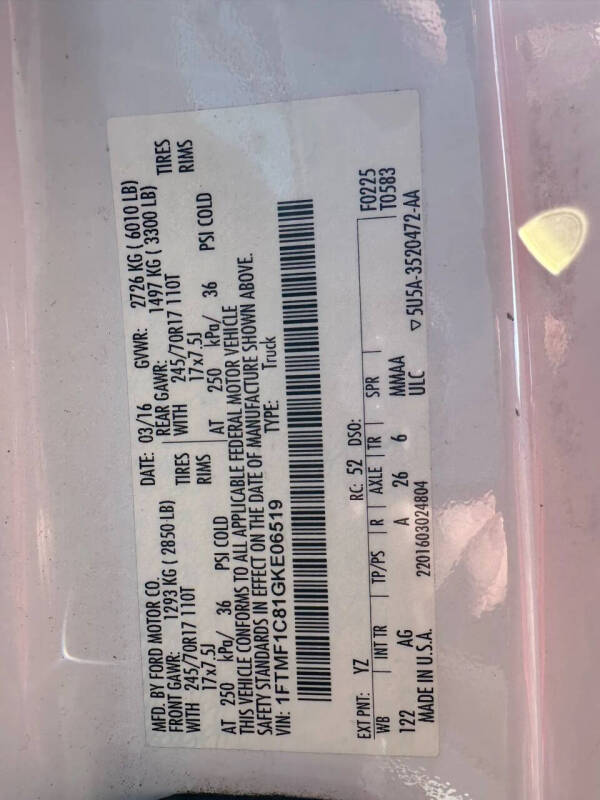 MFD. BY FORD MOTOR CO. DATE: 03/16 GVWR: 2726 KG ( 6010 LB)
FRONT GAWR: 1293 KG ( 2850 LB) REAR GAWR: 1497 KG ( 3300 LB)
WITH 245/70R17 110T TIRES WITH 245/70R17 110T TIRES
17x7.5J RIMS 17x7.5J RIMS
AT 250 kPa/ 36 PSI COLD AT 250 kPa/ 36 PSI COLD
THIS VEHICLE CONFORMS TO ALL APPLICABLE FEDERAL MOTOR VEHICLE
SAFETY STANDARDS IN EFFECT ON THE DATE OF MANUFACTURE SHOWN ABOVE.
VIN: 1FTMF1C81GKE06519 TYPE: Truck
F0225
EXT PNT: YZ RC: 52 DSO: T0583
WB INT TR TP/PS R AXLE TR SPR
122 AG A 26 6 MMAA
ULC
MADE IN U.S.A. 2201603024804 ▽5U5A-3520472-AA